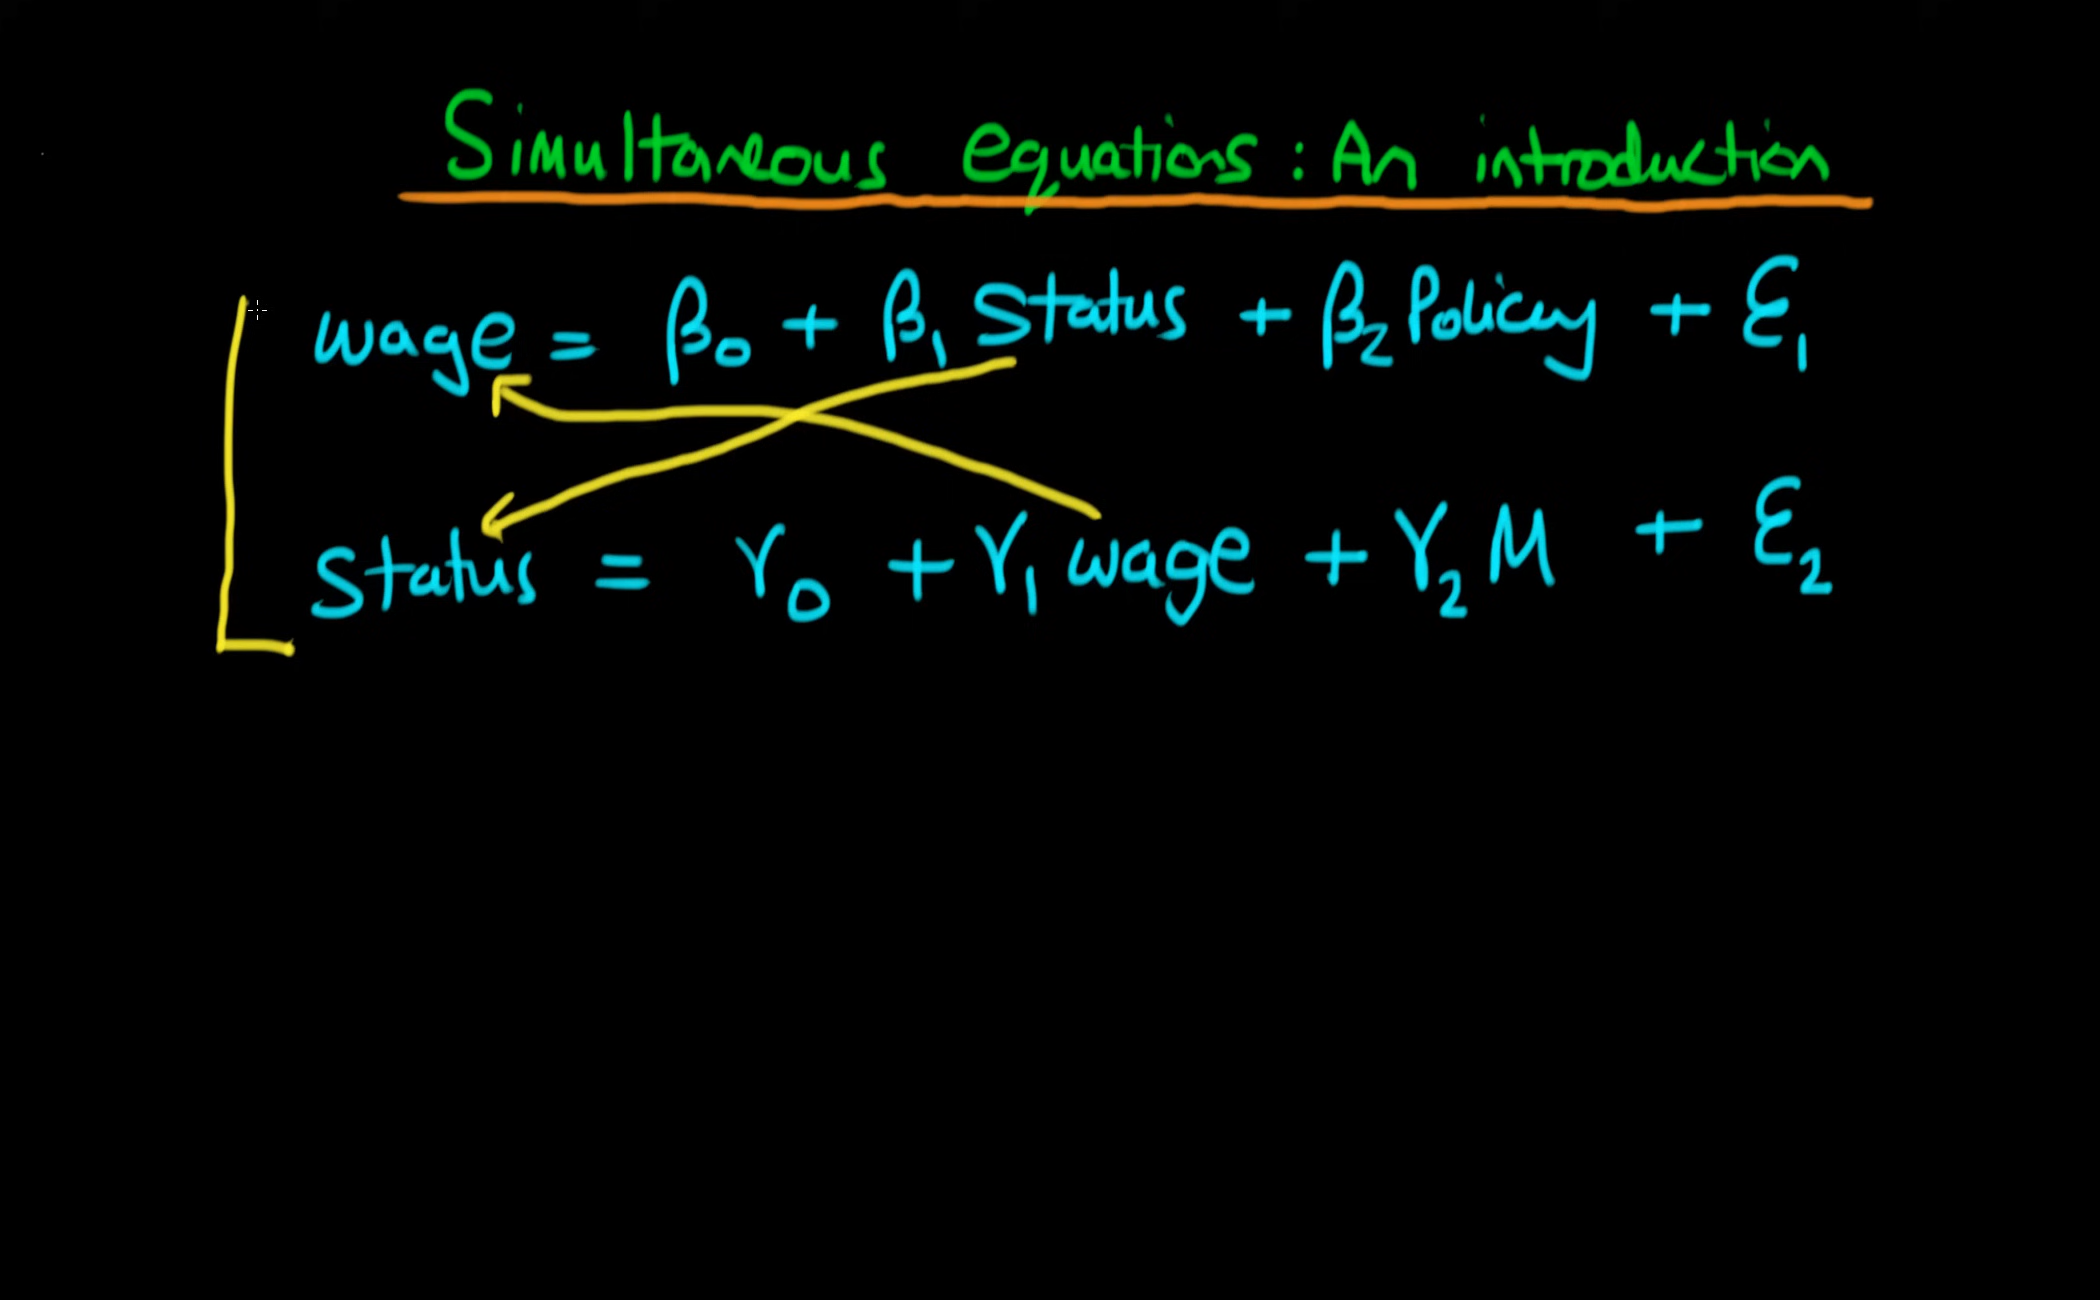 Simultaneous equations : An introduction
wage = β₀ + β₁ Status + β₂ Policy + ε₁
Status = γ₀ + γ₁ wage + γ₂ M + ε₂